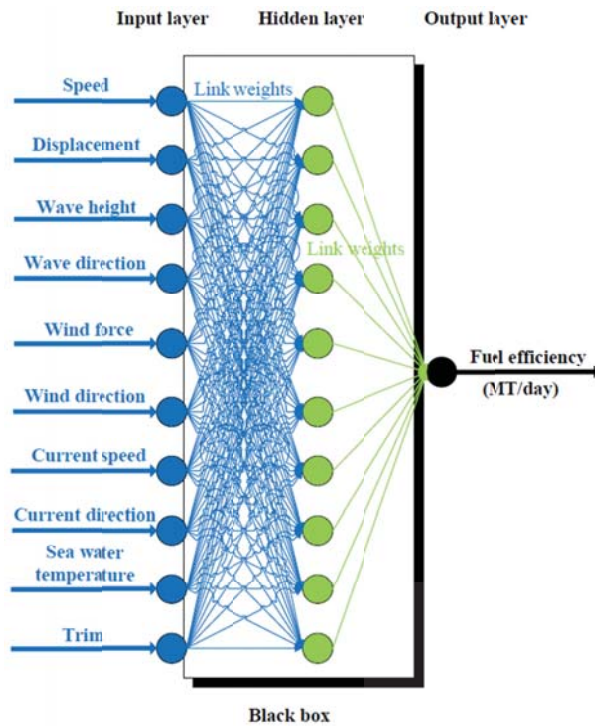 Input layer Hidden layer Output layer
Speed
Link weights
Displacement
Wave height
Link weights
Wave direction
Wind force
Fuel efficiency
(MT/day)
Wind direction
Current speed
Current direction
Sea water
temperature
Trim
Black box